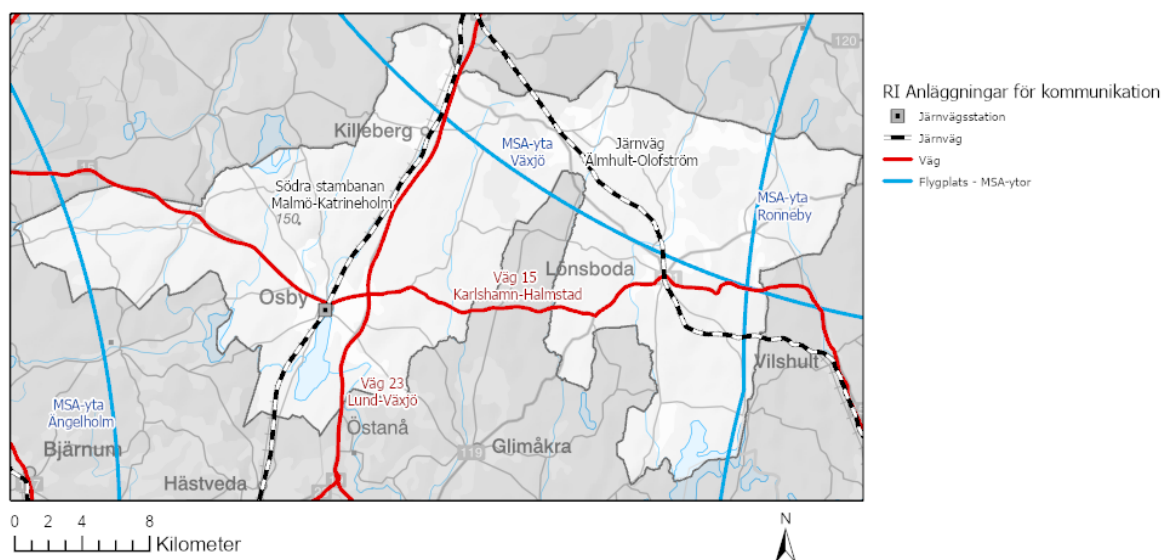 120
Killeberg
MSA-yta
Växjö
Järnväg
Älmhult-Olofström
15
Södra stambanan
Malmö-Katrineholm
150
MSA-yta
Ronneby
Osby
Lönsboda
Väg 15
Karlshamn-Halmstad
Vilshult
Väg 23
Lund-Växjö
MSA-yta
Ängelholm
Östanå
Bjärnum
119
Glimåkra
Hästveda
RI Anläggningar för kommunikation
Järnvägsstation
Järnväg
Väg
Flygplats - MSA-ytor
0 2 4 8
Kilometer
N